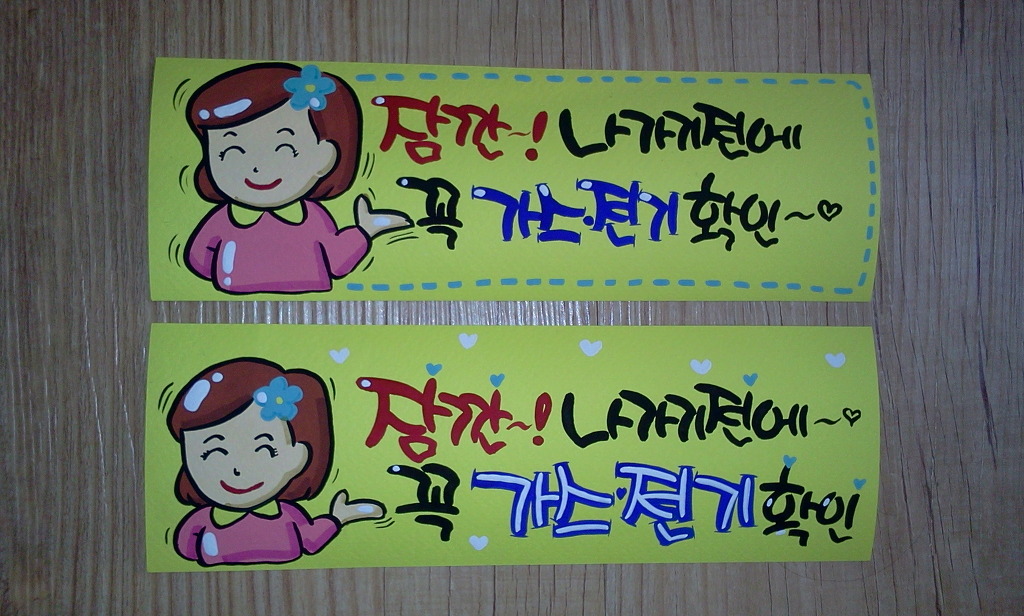 잠깐~! 나가기전에
꼭 가스·전기 확인~♡
잠깐~! 나가기전에~♡
꼭 가스·전기 확인